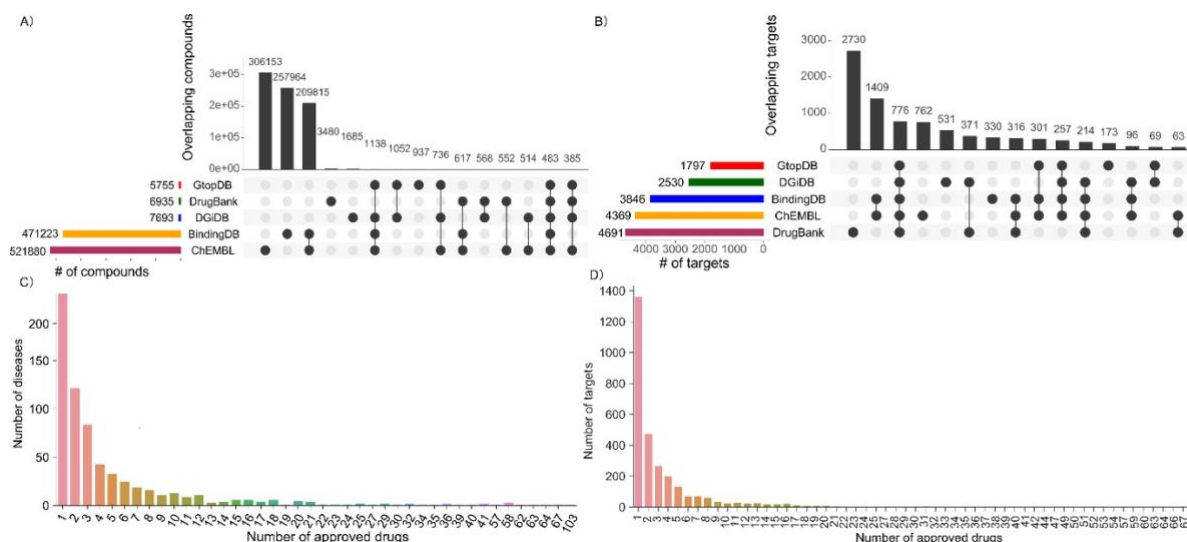 A)
Overlapping compounds
3e+05
2e+05
1e+05
0e+00
306153
257964
209815
3480
1685
1138
1052
937
736
617
568
552
514
483
385
5755 GtopDB
6935 DrugBank
7693 DGiDB
471223 BindingDB
521880 ChEMBL
# of compounds
B)
Overlapping targets
3000
2000
1000
0
2730
1409
776
762
531
371
330
316
301
257
214
173
96
69
63
1797 GtopDB
2530 DGiDB
3846 BindingDB
4369 ChEMBL
4691 DrugBank
4000 3000 2000 1000 0
# of targets
C)
Number of diseases
200
150
100
50
0
1 2 3 4 5 6 7 8 9 10 11 12 13 14 15 16 17 18 19 20 21 22 23 24 25 27 29 30 32 34 35 36 39 40 41 57 58 62 63 64 67 103
Number of approved drugs
D)
Number of targets
1400
1200
1000
800
600
400
200
0
1 2 3 4 5 6 7 8 9 10 11 12 13 14 15 16 17 18 19 20 21 22 23 24 25 27 28 29 30 31 32 33 34 35 36 37 38 39 40 41 42 44 47 49 50 51 52 53 54 57 59 60 63 64 66 67
Number of approved drugs